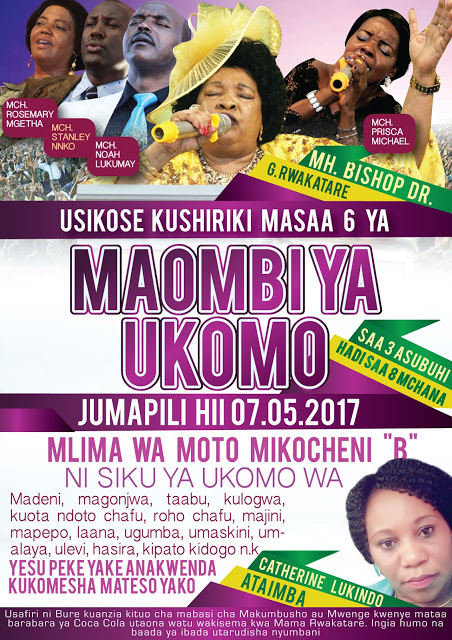 MCH.
ROSEMARY
MGETHA
MCH.
STANLEY
NNKO
MCH.
NOAH
LUKUMAY
MCH.
PRISCA
MICHAEL
MH. BISHOP DR.
G. RWAKATARE
USIKOSE KUSHIRIKI MASAA 6 YA
MAOMBI YA
UKOMO
SAA 3 ASUBUHI
HADI SAA 8 MCHANA
JUMAPILI HII 07.05.2017
MLIMA WA MOTO MIKOCHENI "B"
NI SIKU YA UKOMO WA
Madeni, magonjwa, taabu, kulogwa,
kuota ndoto chafu, roho chafu, majini,
mapepo, laana, ugumba, umaskini, um-
alaya, ulevi, hasira, kipato kidogo n.k
YESU PEKE YAKE ANAKWENDA
KUKOMESHA MATESO YAKO
CATHERINE LUKINDO
ATAIMBA
Usafiri ni Bure kuanzia kituo cha mabasi cha Makumbusho au Mwenge kwenye mataa
barabara ya Coca Cola utaona watu wakisema kwa Mama Rwakatare. Ingia humo na
baada ya ibada utarudisha nyumbani